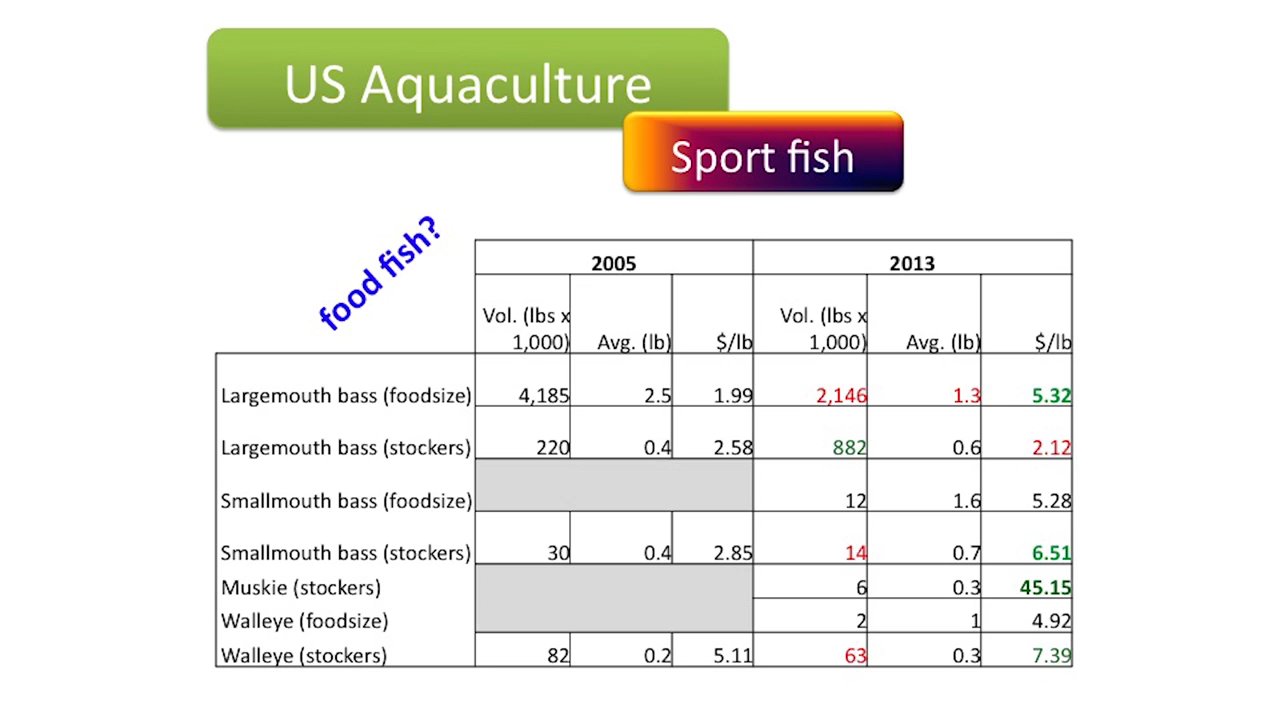 US Aquaculture
Sport fish
food fish?
2005 2013
Vol. (lbs x 1,000) Avg. (lb) $/lb Vol. (lbs x 1,000) Avg. (lb) $/lb
Largemouth bass (foodsize) 4,185 2.5 1.99 2,146 1.3 5.32
Largemouth bass (stockers) 220 0.4 2.58 882 0.6 2.12
Smallmouth bass (foodsize) 12 1.6 5.28
Smallmouth bass (stockers) 30 0.4 2.85 14 0.7 6.51
Muskie (stockers) 6 0.3 45.15
Walleye (foodsize) 2 1 4.92
Walleye (stockers) 82 0.2 5.11 63 0.3 7.39